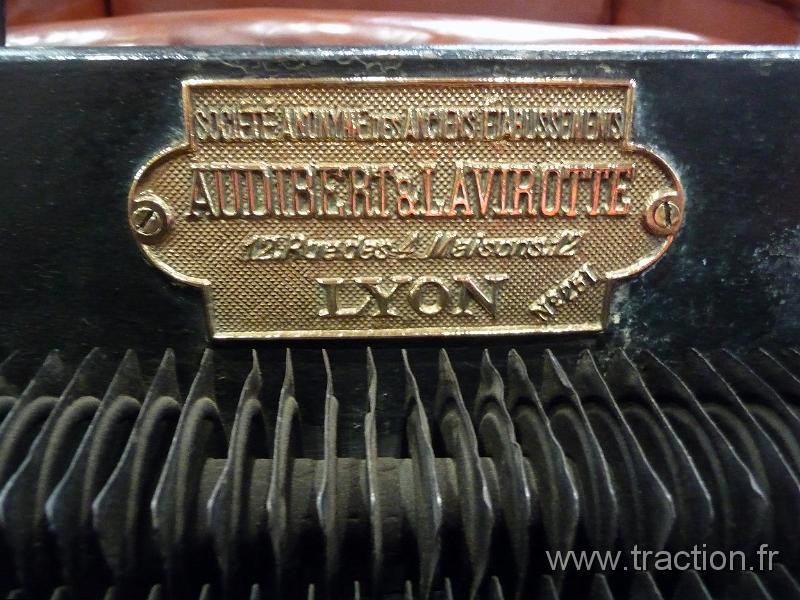 SOCIÉTÉ ANONYME DES ANCIENS ÉTABLISSEMENTS
AUDIBERT & LAVIROTTE
12, Rue des 4 Maisons, 12
LYON
N° 251
www.traction.fr